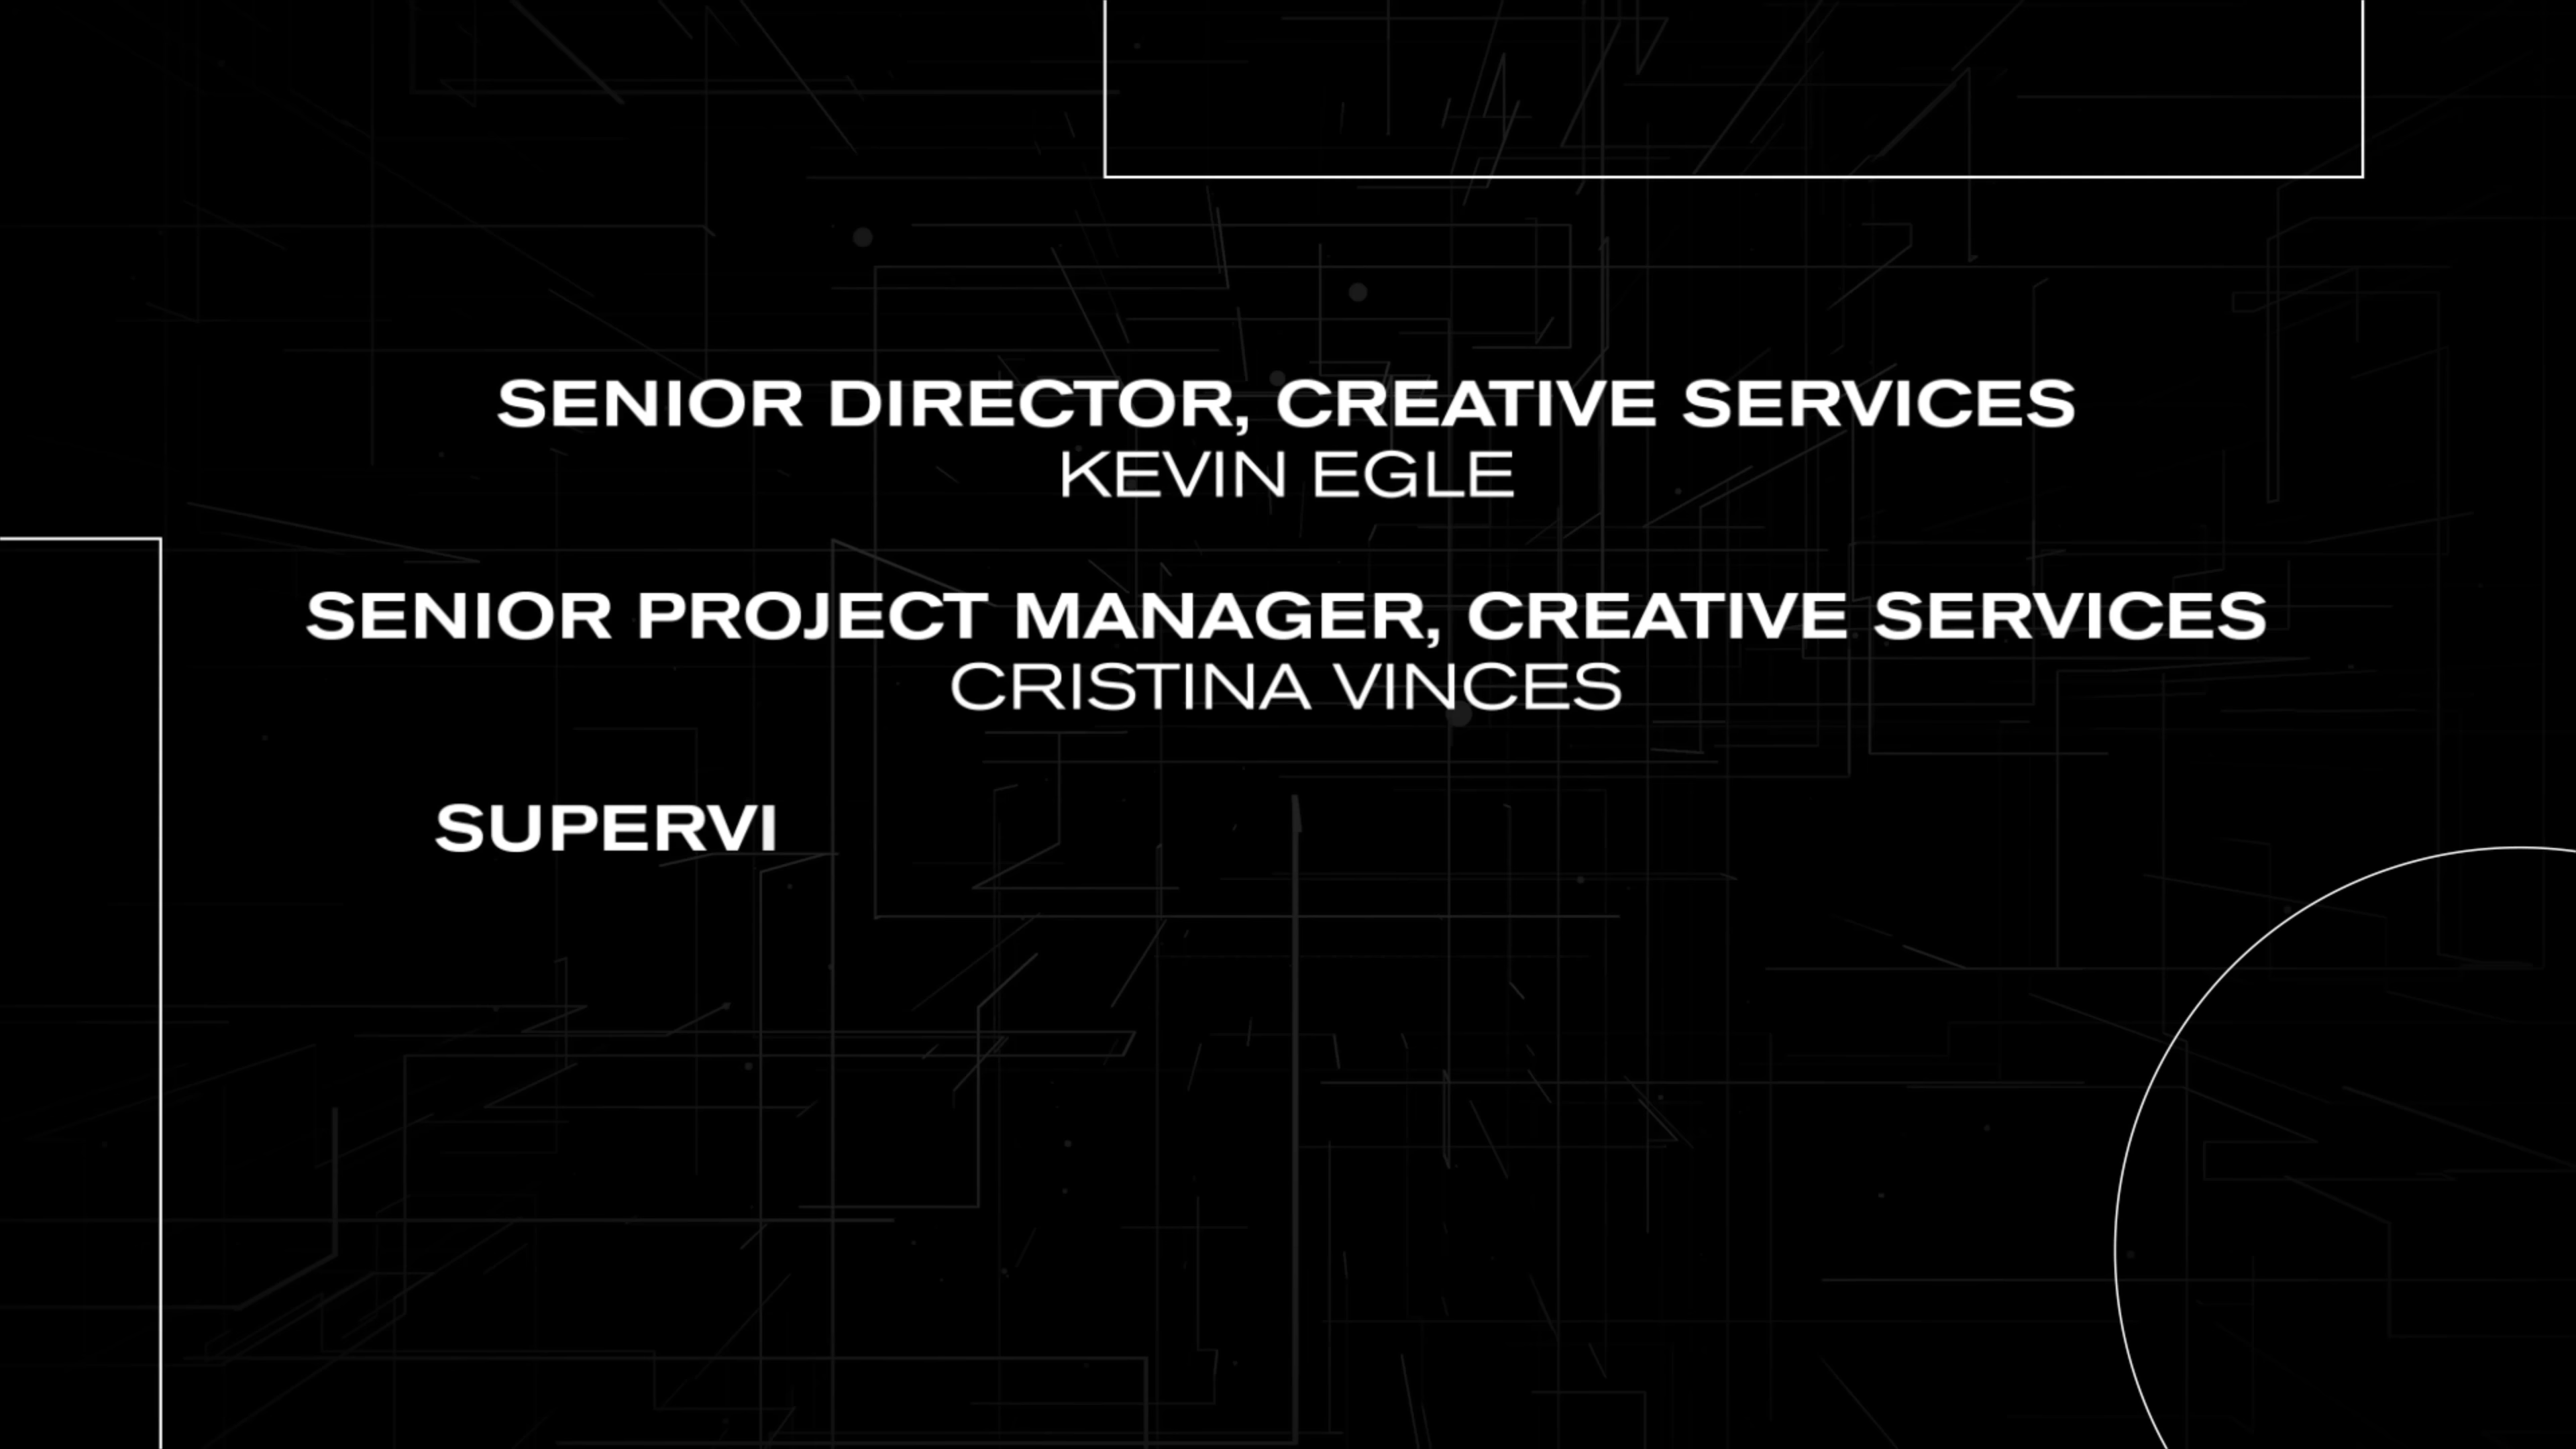 SENIOR DIRECTOR, CREATIVE SERVICES
KEVIN EGLE
SENIOR PROJECT MANAGER, CREATIVE SERVICES
CRISTINA VINCES
SUPERVI